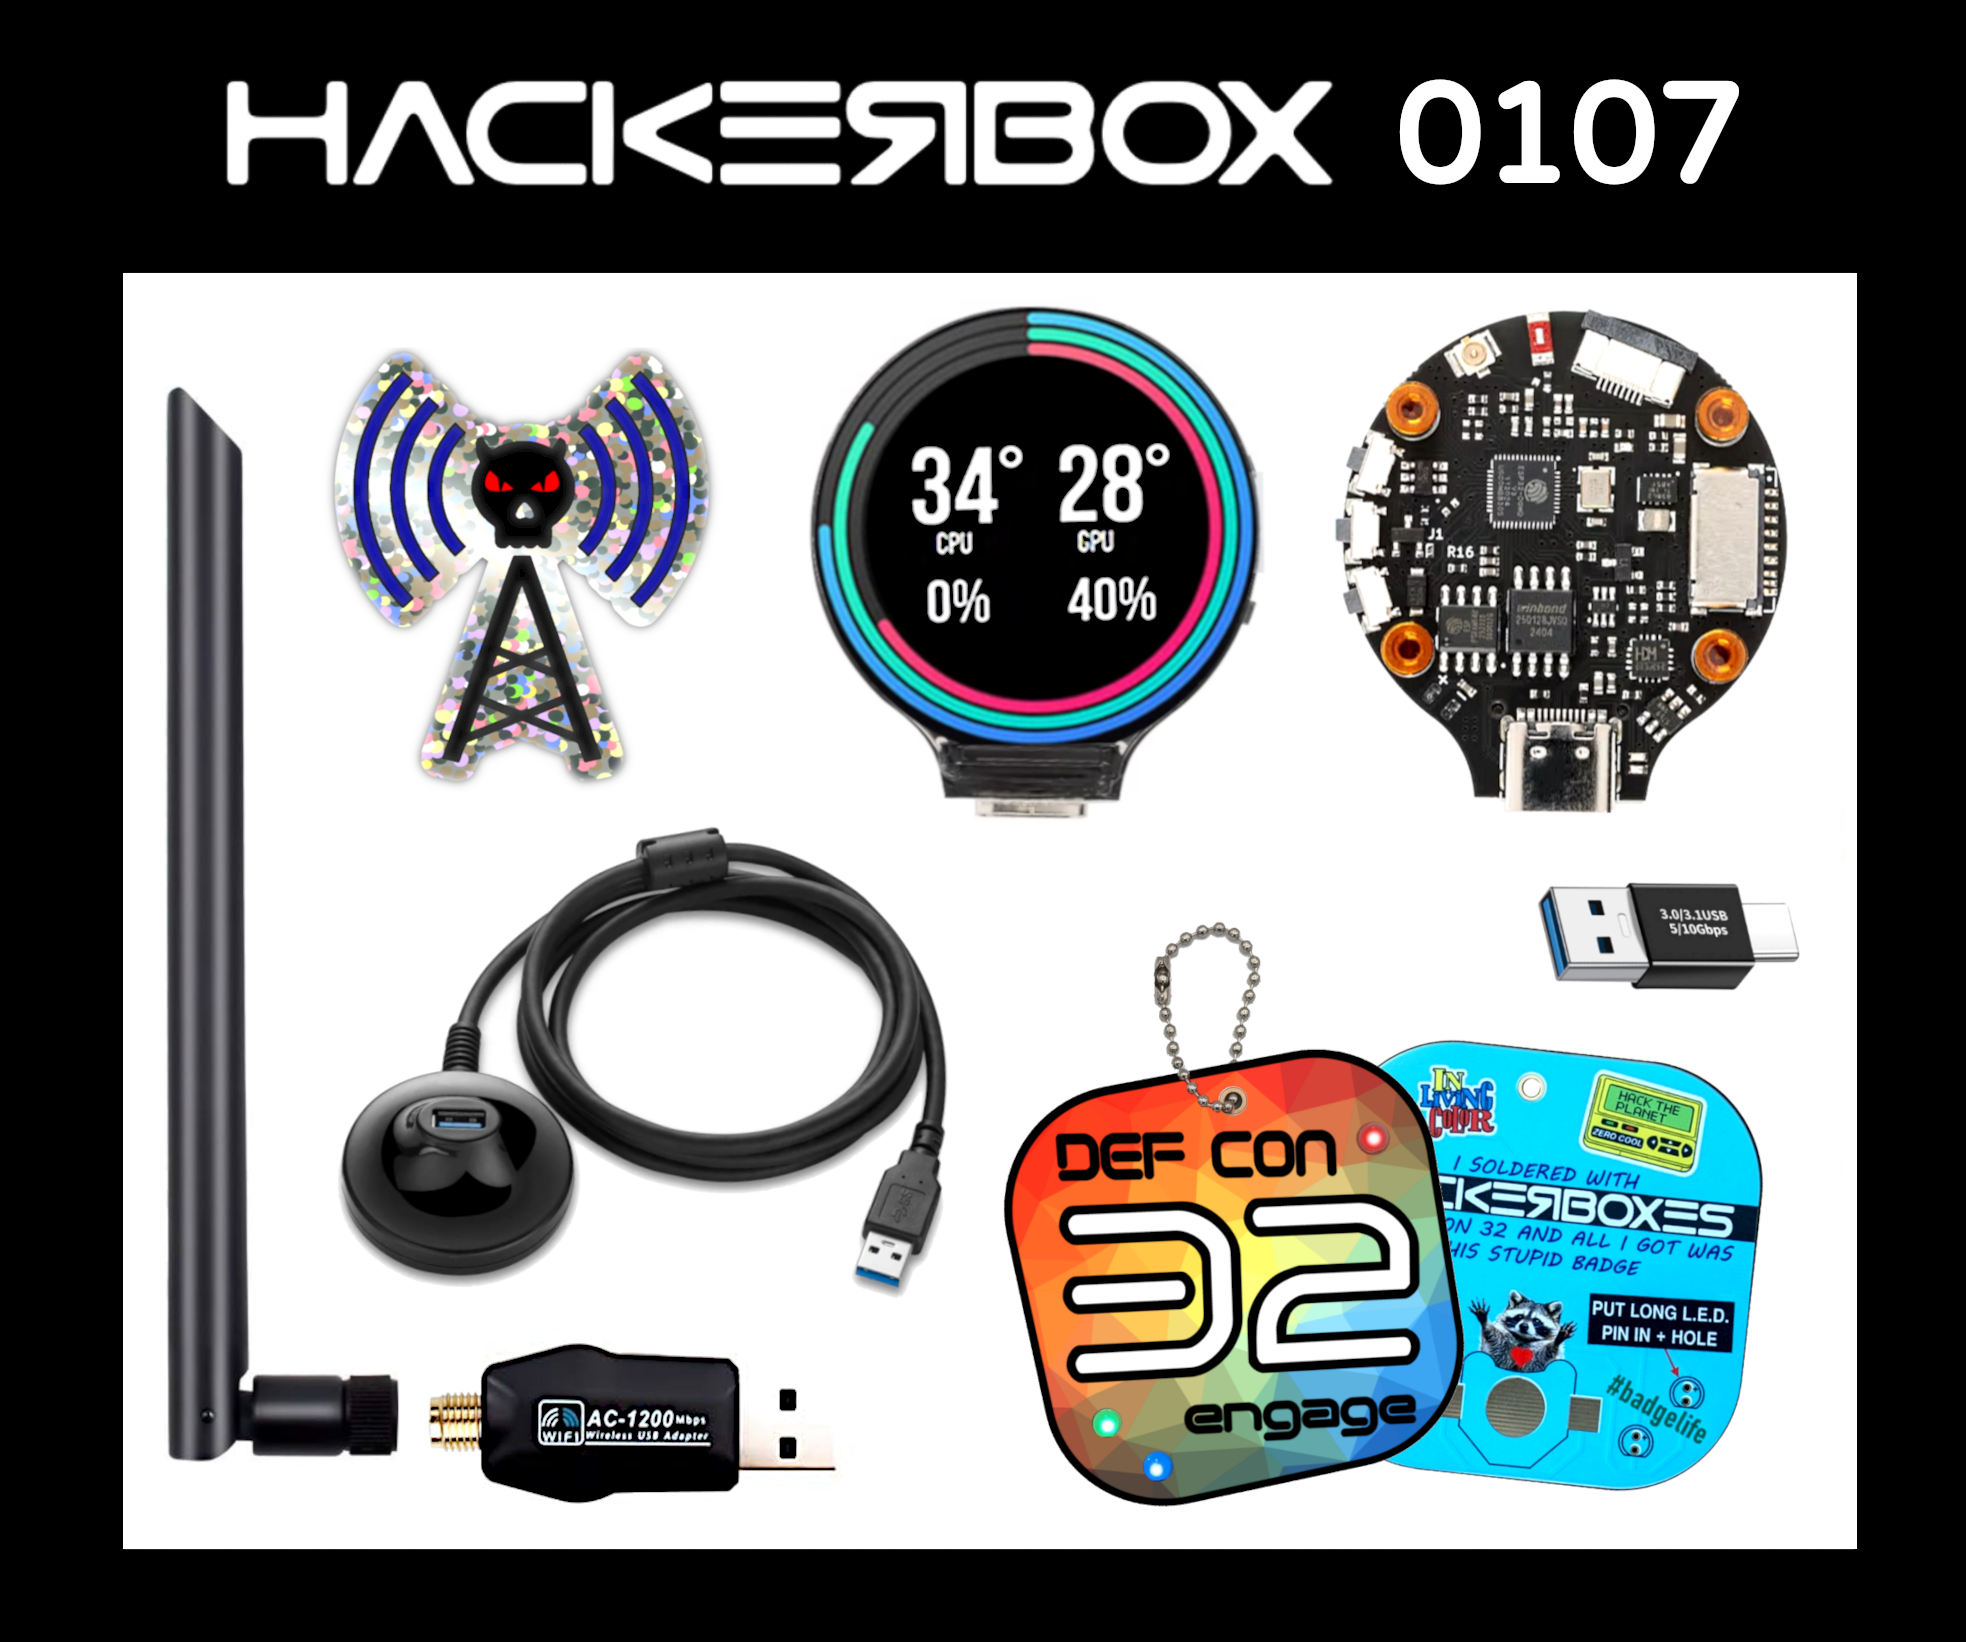 HACKERBOX 0107
34° 28°
CPU GPU
0% 40%
J1
R16
winbond
25Q128JVSQ
2404
3.0/3.1USB
5/10Gbps
DEF CON
32
engage
IN
LIVING
COLOR
HACK THE
PLANET
ZERO COOL
I SOLDERED WITH
CKERBOXES
ON 32 AND ALL I GOT WAS
HIS STUPID BADGE
PUT LONG L.E.D.
PIN IN + HOLE
#badgelife
WIFI
AC-1200Mbps
Wireless USB Adapter